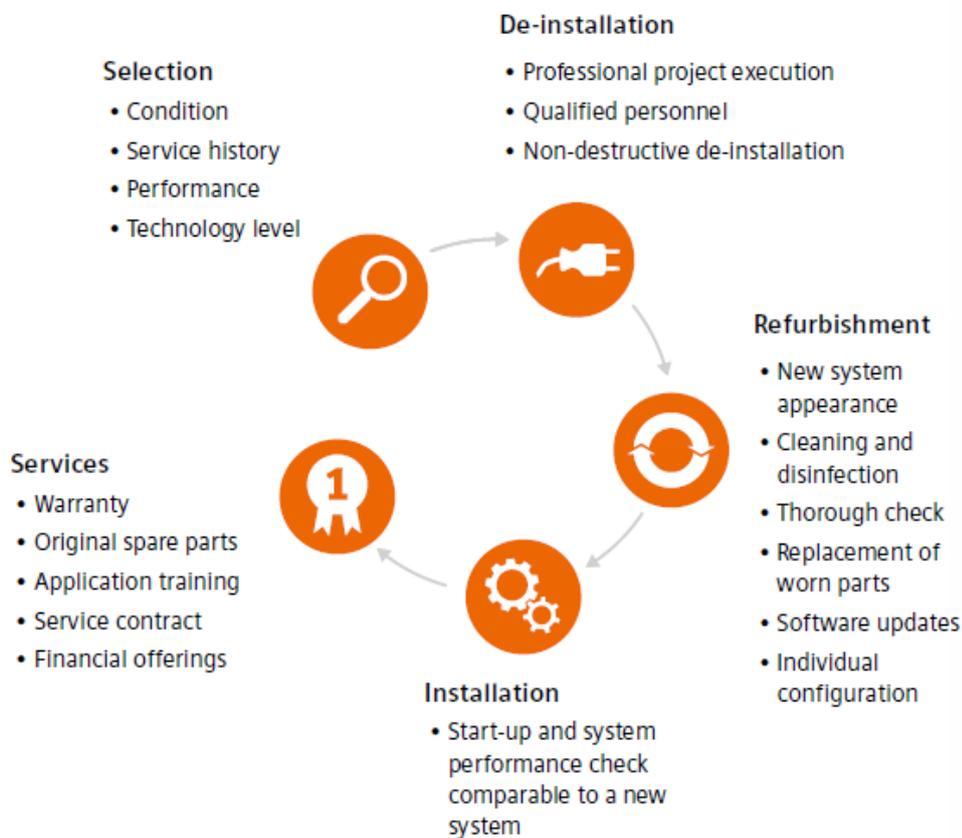 Selection
• Condition
• Service history
• Performance
• Technology level
De-installation
• Professional project execution
• Qualified personnel
• Non-destructive de-installation
Refurbishment
• New system
appearance
• Cleaning and
disinfection
• Thorough check
• Replacement of
worn parts
• Software updates
• Individual
configuration
Installation
• Start-up and system
performance check
comparable to a new
system
Services
• Warranty
• Original spare parts
• Application training
• Service contract
• Financial offerings
1